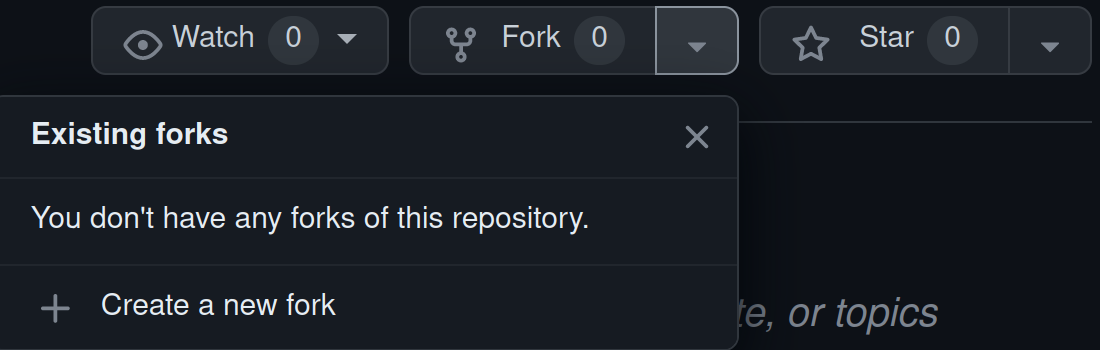 Watch 0 Fork 0 Star 0
Existing forks
You don't have any forks of this repository.
Create a new fork
or topics